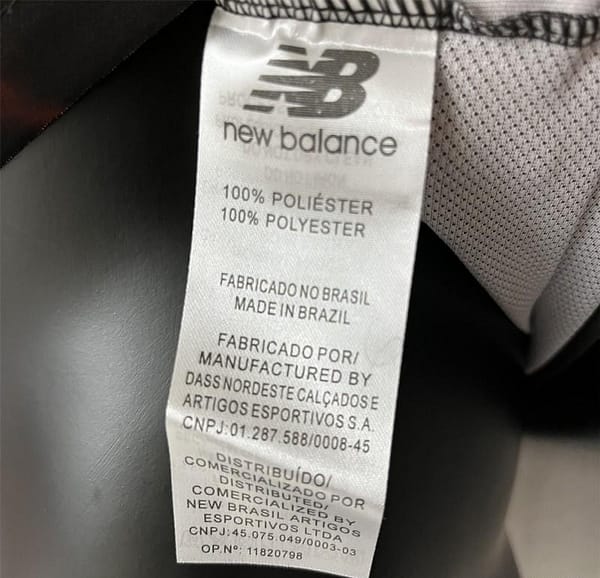 NB
new balance
100% POLIÉSTER
100% POLYESTER
FABRICADO NO BRASIL
MADE IN BRAZIL
FABRICADO POR/
MANUFACTURED BY
DASS NORDESTE CALÇADOS E
ARTIGOS ESPORTIVOS S.A.
CNPJ:01.287.588/0008-45
DISTRIBUÍDO/
COMERCIALIZADO POR
DISTRIBUTED/
COMERCIALIZED BY
NEW BRASIL ARTIGOS
ESPORTIVOS LTDA
CNPJ:45.075.049/0003-03
OP.Nº: 11820798